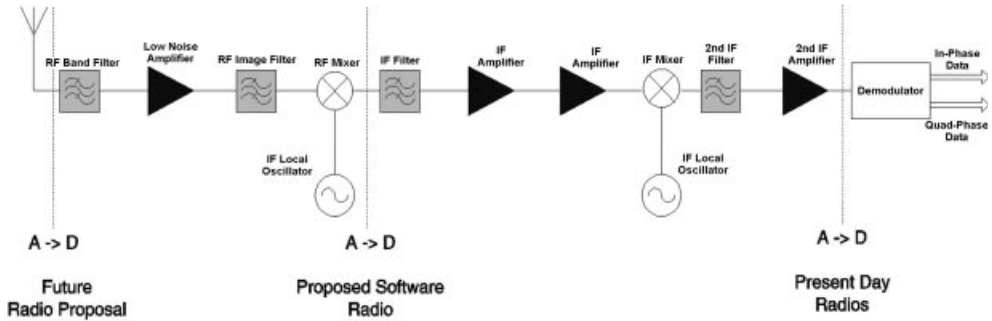 Low Noise
Amplifier
RF Band Filter
RF Image Filter
RF Mixer
IF Filter
IF
Amplifier
IF
Amplifier
IF Mixer
2nd IF
Filter
2nd IF
Amplifier
Demodulator
In-Phase
Data
Quad-Phase
Data
IF Local
Oscillator
IF Local
Oscillator
A -> D
A -> D
A -> D
Future
Radio Proposal
Proposed Software
Radio
Present Day
Radios